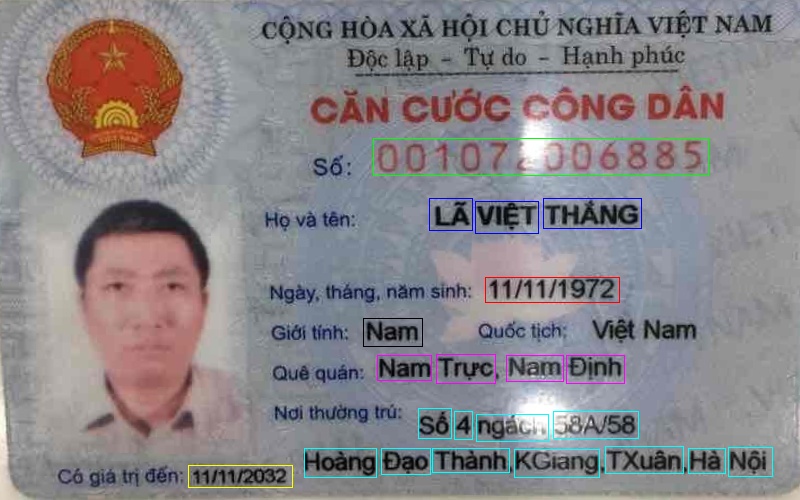 CỘNG HÒA XÃ HỘI CHỦ NGHĨA VIỆT NAM
Độc lập - Tự do - Hạnh phúc
CĂN CƯỚC CÔNG DÂN
Số: 001072006885
Họ và tên: LÃ VIỆT THẮNG
Ngày, tháng, năm sinh: 11/11/1972
Giới tính: Nam Quốc tịch: Việt Nam
Quê quán: Nam Trực, Nam Định
Nơi thường trú: Số 4 ngách 58A/58
Hoàng Đạo Thành,KGiang,TXuân,Hà Nội
Có giá trị đến: 11/11/2032